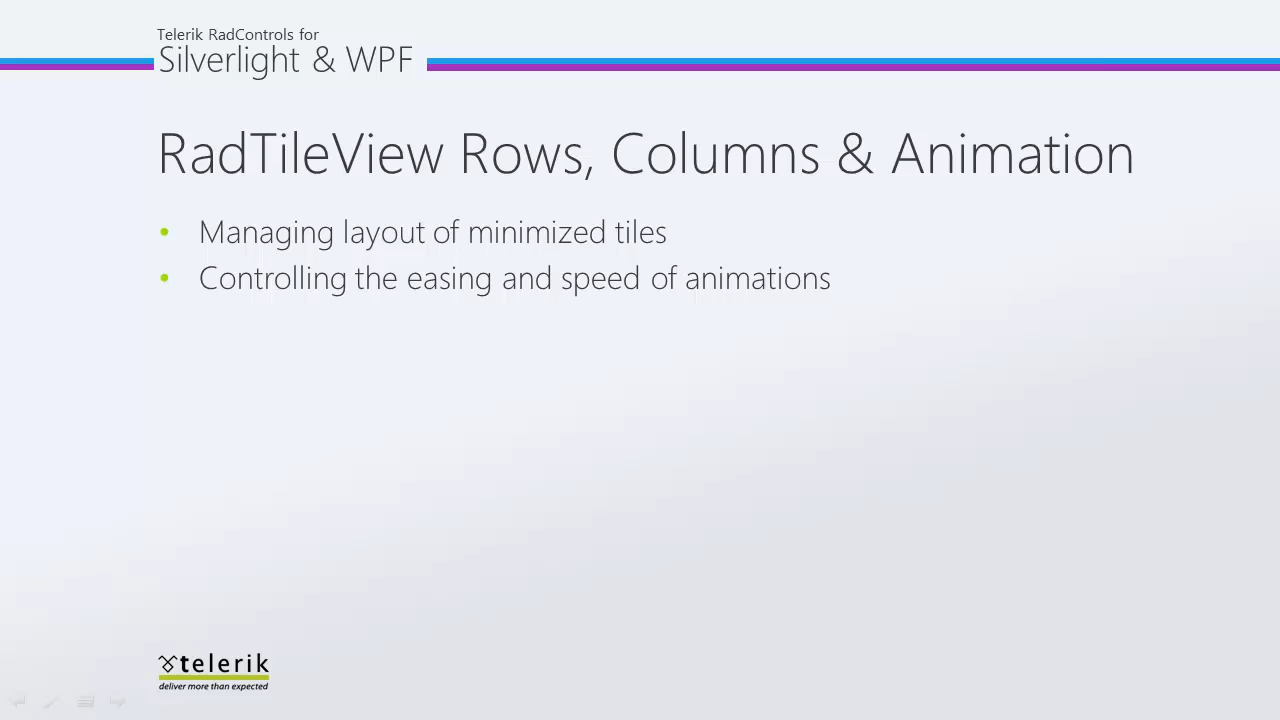 Telerik RadControls for
Silverlight & WPF
RadTileView Rows, Columns & Animation
• Managing layout of minimized tiles
• Controlling the easing and speed of animations
telerik
deliver more than expected